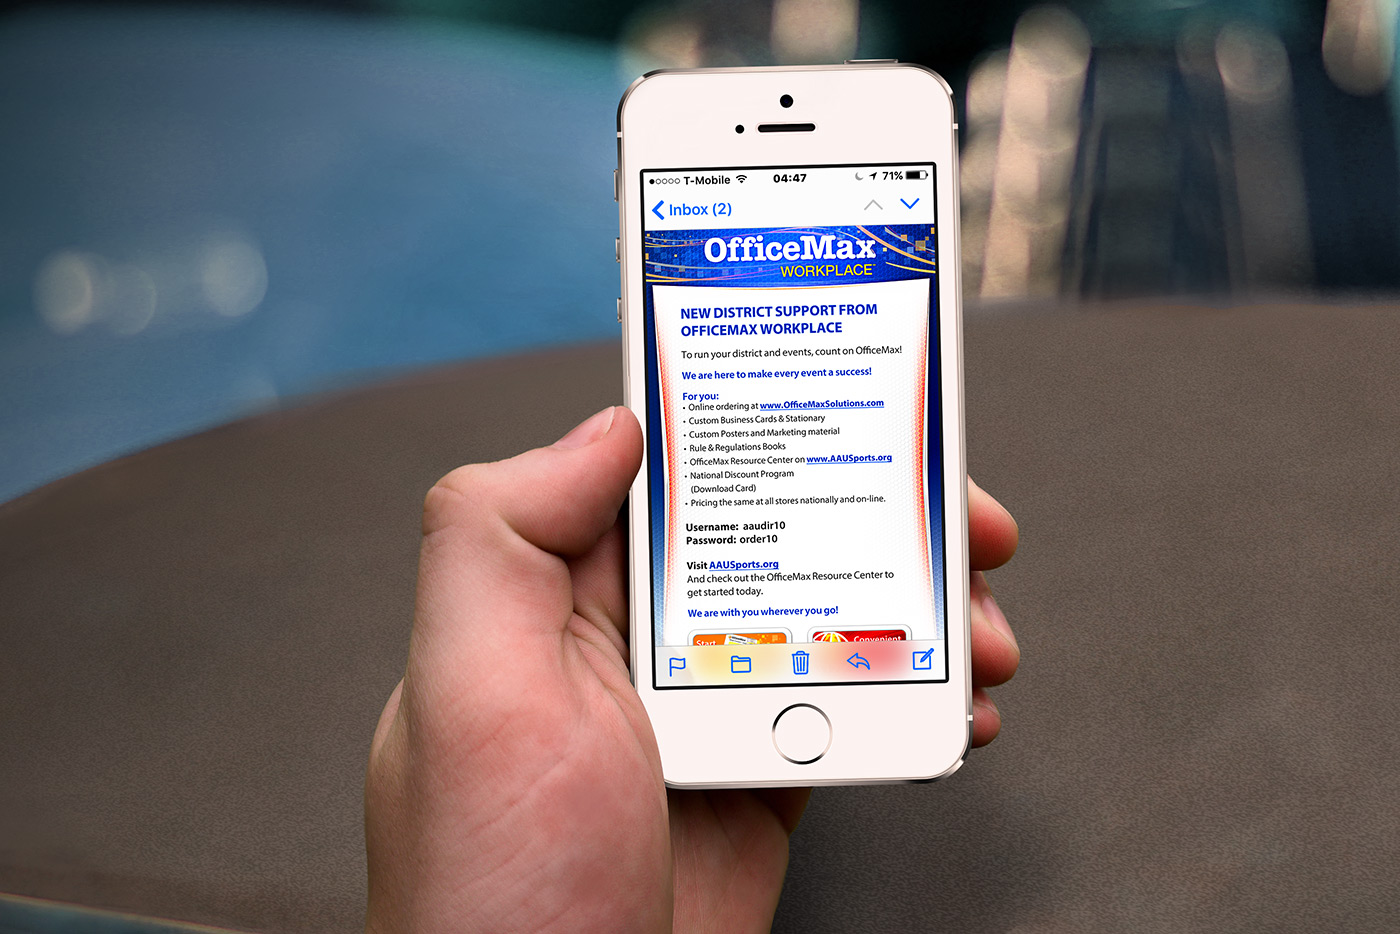 T-Mobile 04:47 71%
Inbox (2)
OfficeMax
WORKPLACE
NEW DISTRICT SUPPORT FROM
OFFICEMAX WORKPLACE
To run your district and events, count on OfficeMax!
We are here to make every event a success!
For you:
• Online ordering at www.OfficeMaxSolutions.com
• Custom Business Cards & Stationary
• Custom Posters and Marketing material
• Rule & Regulations Books
• OfficeMax Resource Center on www.AAUSports.org
• National Discount Program
(Download Card)
• Pricing the same at all stores nationally and on-line.
Username: aaudir10
Password: order10
Visit AAUSports.org
And check out the OfficeMax Resource Center to
get started today.
We are with you wherever you go!
Start Convenient